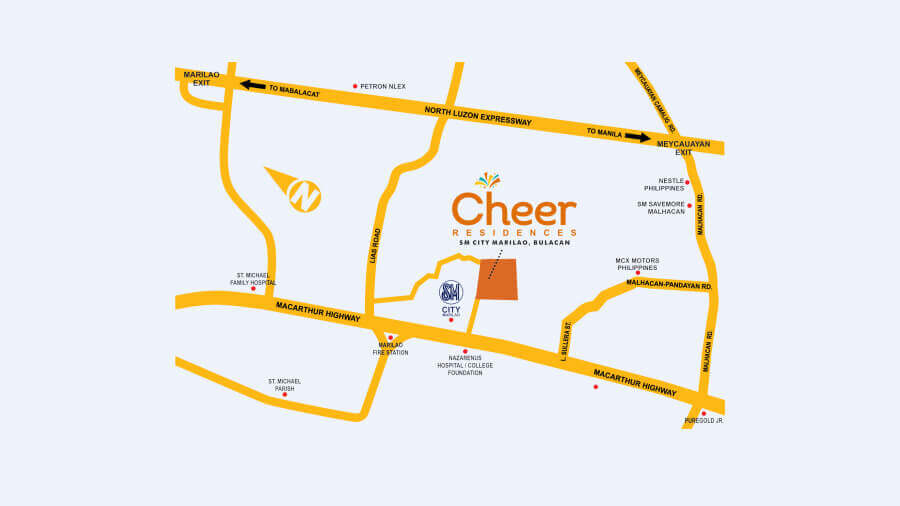 MARILAO
EXIT
TO MABALACAT
PETRON NLEX
NORTH LUZON EXPRESSWAY
TO MANILA
MEYCAUAYAN CAMALIG RD.
MEYCAUAYAN
EXIT
NESTLE
PHILIPPINES
SM SAVEMORE
MALHACAN
MALHACAN RD.
N
Cheer
RESIDENCES
SM CITY MARILAO, BULACAN
LIAS ROAD
MCX MOTORS
PHILIPPINES
MALHACAN-PANDAYAN RD.
ST. MICHAEL
FAMILY HOSPITAL
SM
CITY
MARILAO
MACARTHUR HIGHWAY
L. SULLERA ST.
MALHACAN RD.
MARILAO
FIRE STATION
NAZARENUS
HOSPITAL / COLLEGE
FOUNDATION
MACARTHUR HIGHWAY
ST. MICHAEL
PARISH
PUREGOLD JR.